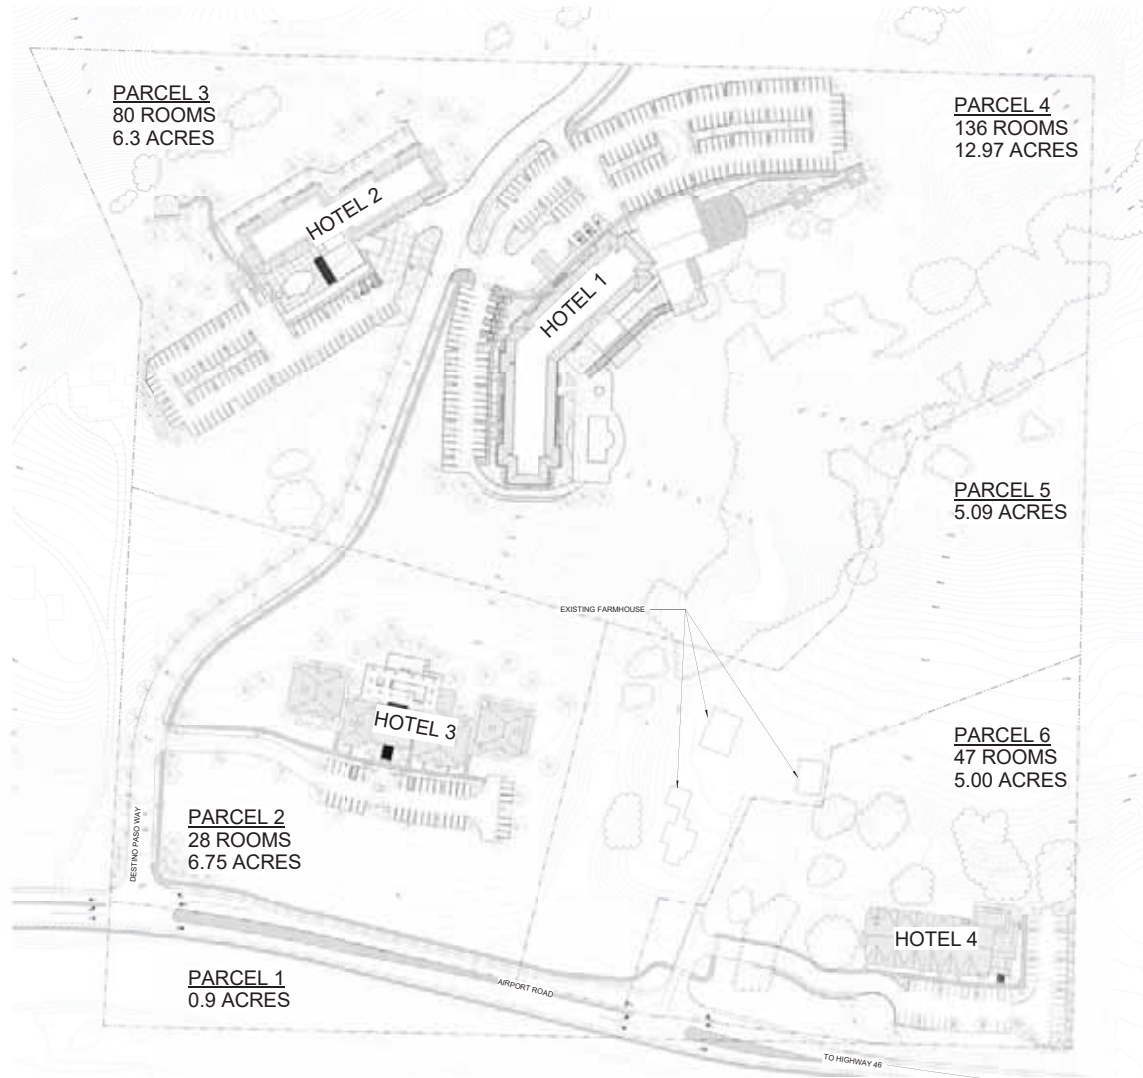 PARCEL 3
80 ROOMS
6.3 ACRES
PARCEL 4
136 ROOMS
12.97 ACRES
HOTEL 2
HOTEL 1
PARCEL 5
5.09 ACRES
EXISTING FARMHOUSE
HOTEL 3
PARCEL 6
47 ROOMS
5.00 ACRES
PARCEL 2
28 ROOMS
6.75 ACRES
DESTINO PASO WAY
HOTEL 4
PARCEL 1
0.9 ACRES
AIRPORT ROAD
TO HIGHWAY 46